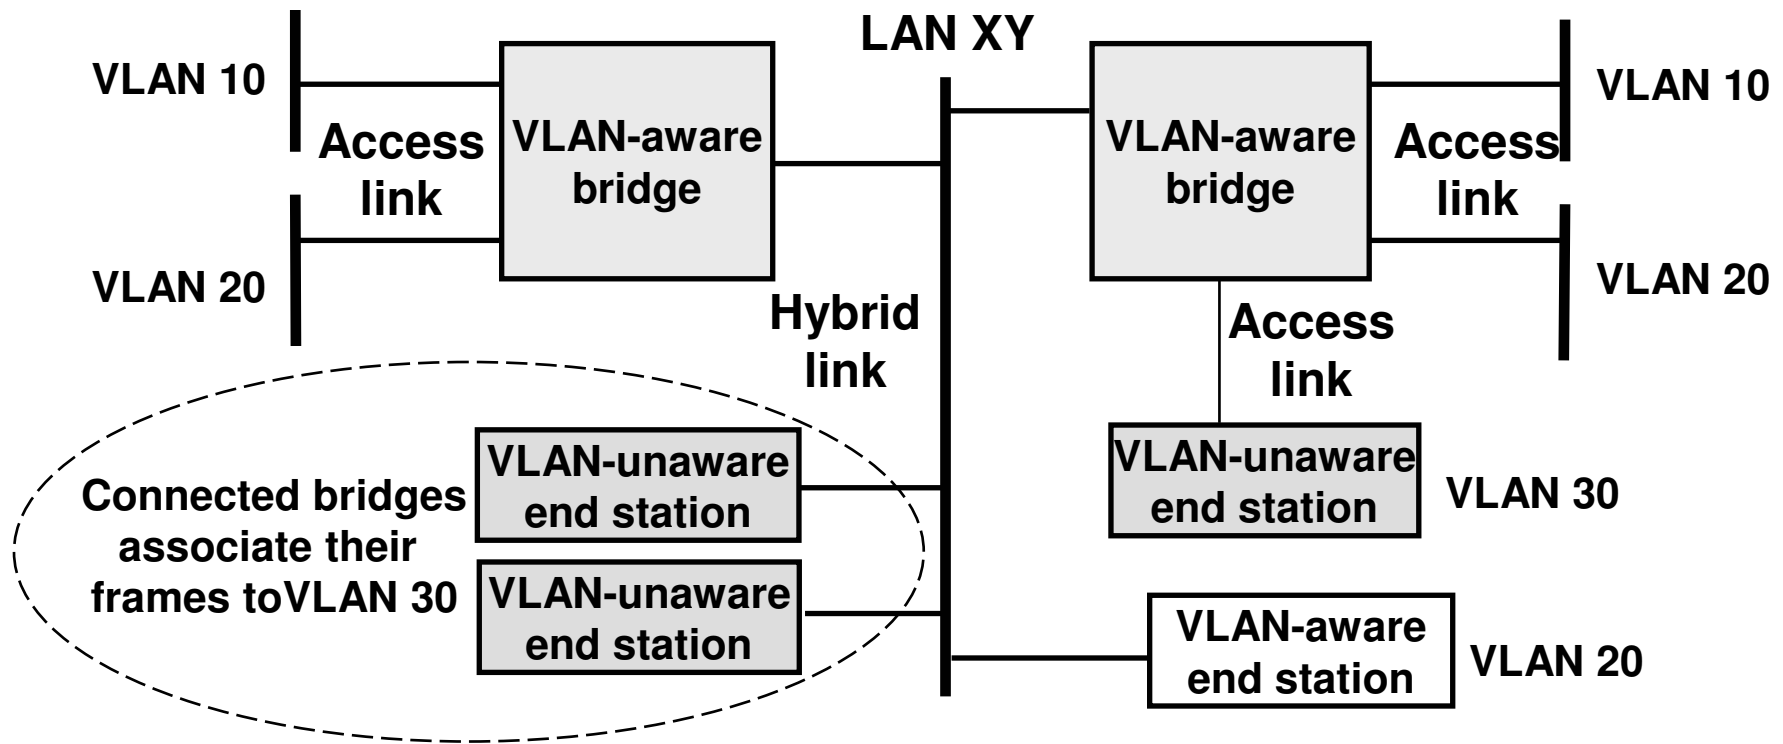 LAN XY
VLAN 10
VLAN-aware
bridge
Access
link
VLAN 20
VLAN-aware
bridge
VLAN 10
Access
link
VLAN 20
Hybrid
link
Access
link
Connected bridges
associate their
frames toVLAN 30
VLAN-unaware
end station
VLAN-unaware
end station
VLAN-unaware
end station
VLAN 30
VLAN-aware
end station
VLAN 20